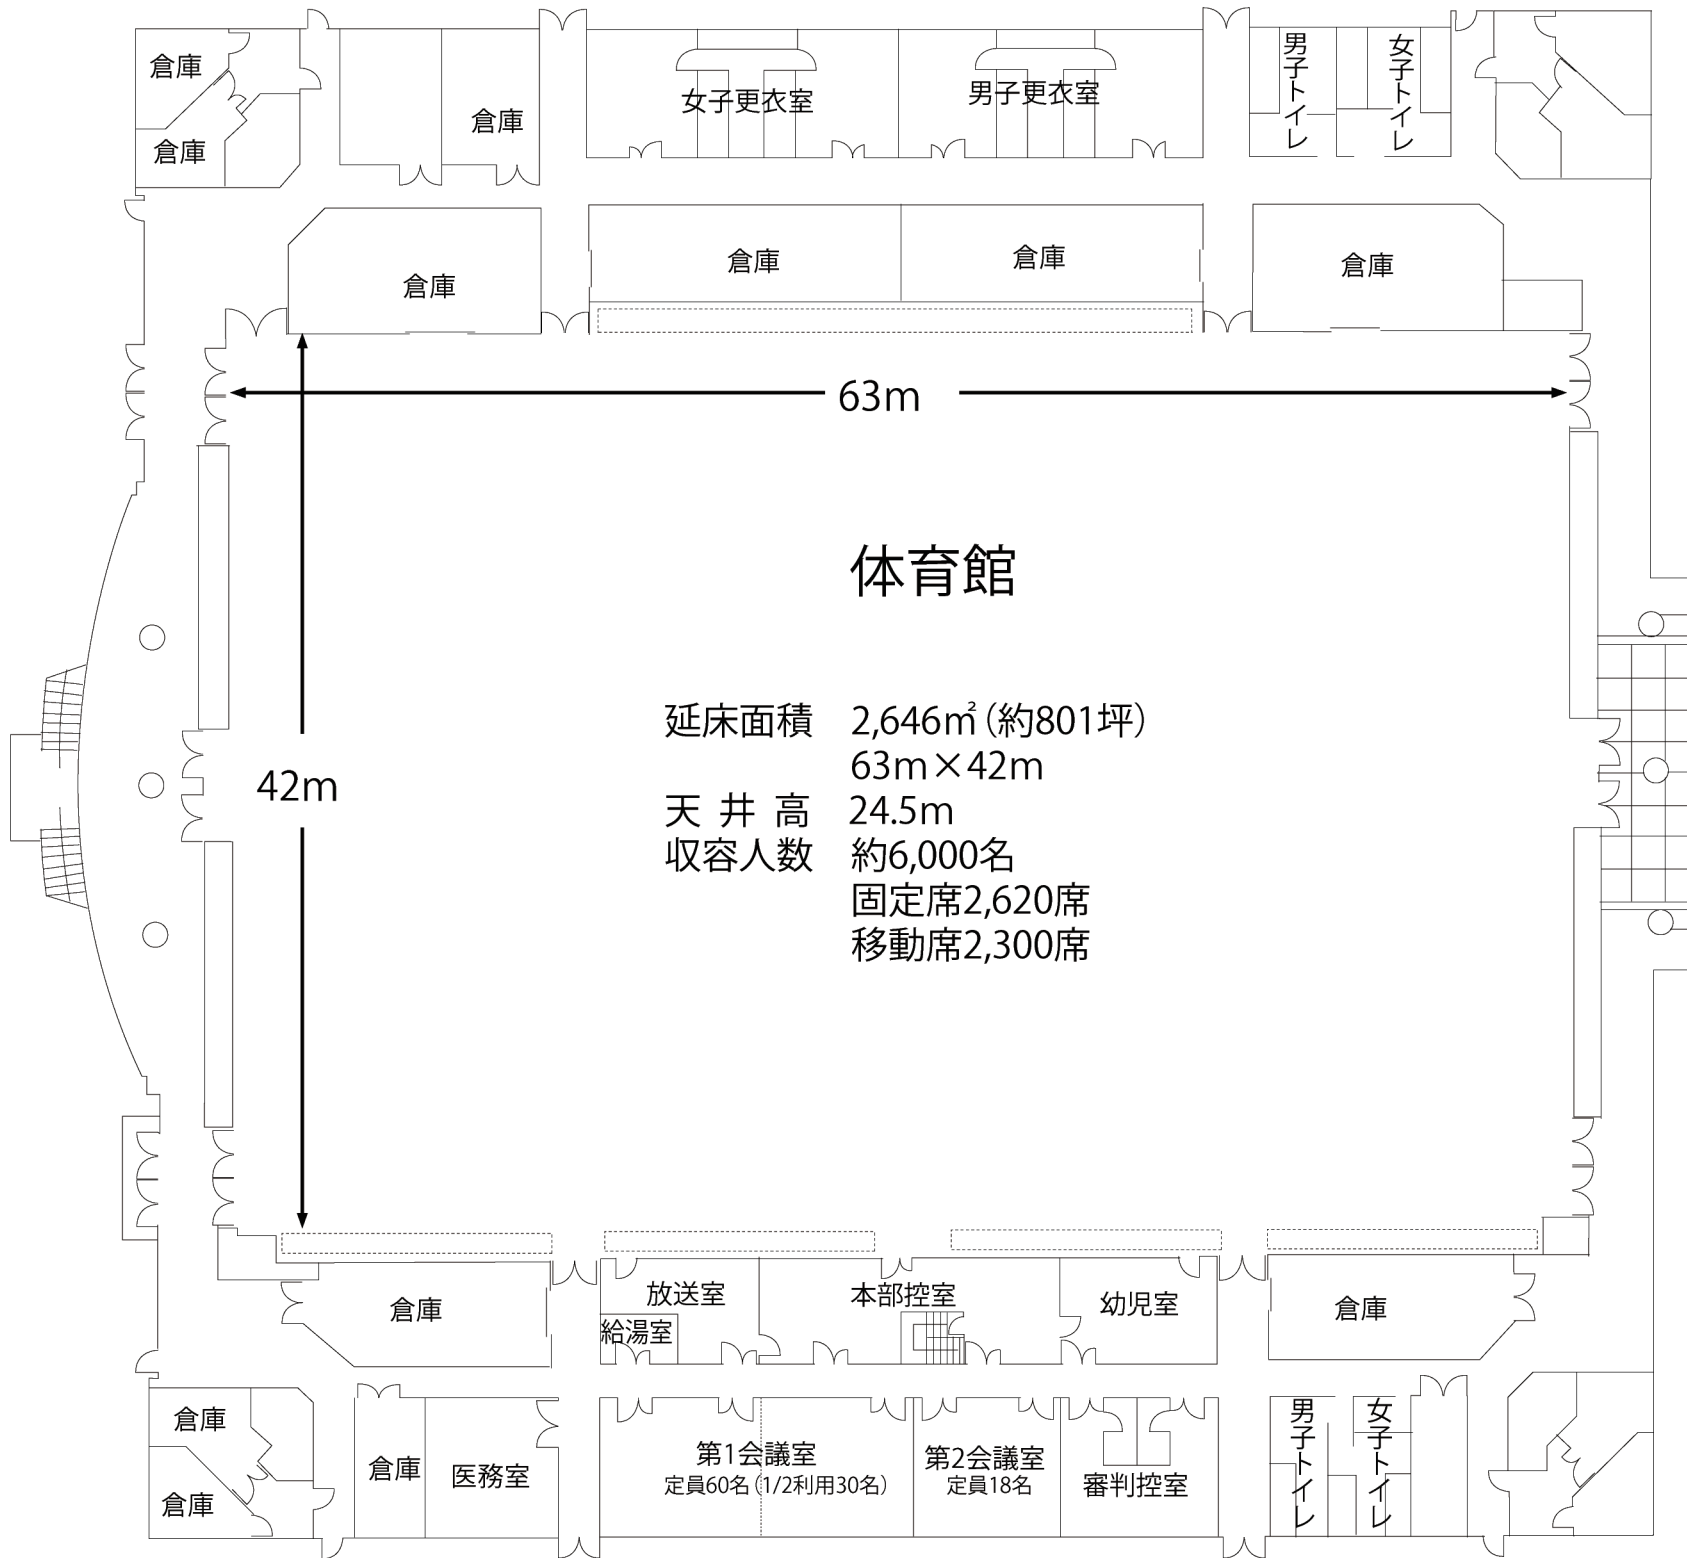 倉庫
倉庫
倉庫
女子更衣室
男子更衣室
男子トイレ
女子トイレ
倉庫
倉庫
倉庫
倉庫
63m
42m
体育館
延床面積 2,646㎡(約801坪)
63m×42m
天井高 24.5m
収容人数 約6,000名
固定席2,620席
移動席2,300席
倉庫
放送室
給湯室
本部控室
幼児室
倉庫
倉庫
倉庫
倉庫
医務室
第1会議室
定員60名(1/2利用30名)
第2会議室
定員18名
審判控室
男子トイレ
女子トイレ